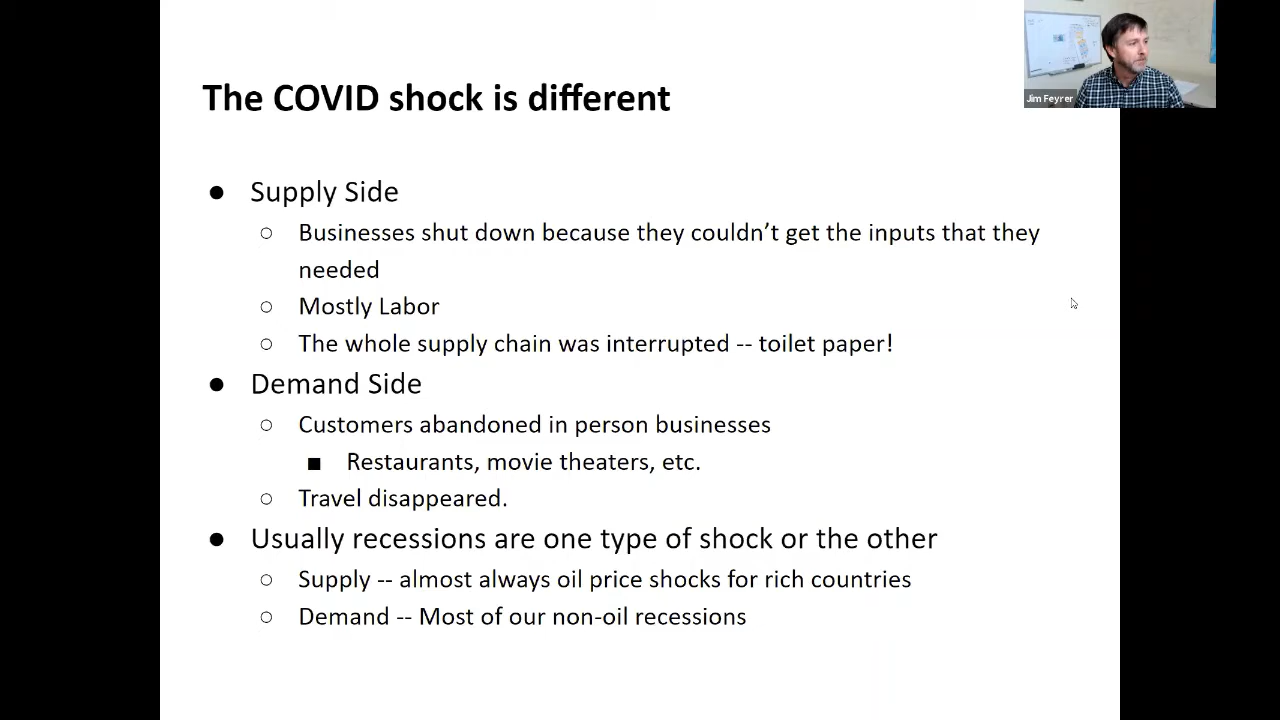 The COVID shock is different
Jim Feyrer
● Supply Side
○ Businesses shut down because they couldn’t get the inputs that they
needed
○ Mostly Labor
○ The whole supply chain was interrupted -- toilet paper!
● Demand Side
○ Customers abandoned in person businesses
■ Restaurants, movie theaters, etc.
○ Travel disappeared.
● Usually recessions are one type of shock or the other
○ Supply -- almost always oil price shocks for rich countries
○ Demand -- Most of our non-oil recessions